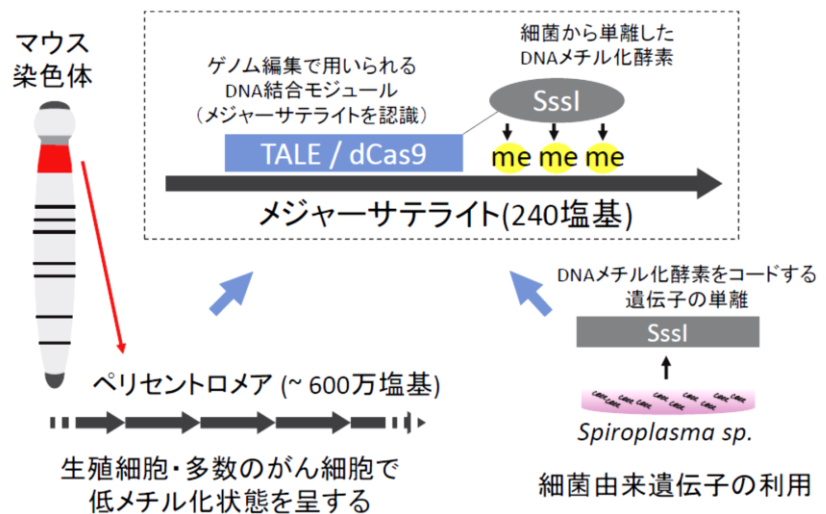 マウス
染色体
ゲノム編集で用いられる
DNA結合モジュール
（メジャーサテライトを認識）
細菌から単離した
DNAメチル化酵素
SssI
TALE / dCas9
me me me
メジャーサテライト(240塩基)
DNAメチル化酵素をコードする
遺伝子の単離
SssI
ペリセントロメア (~ 600万塩基)
Spiroplasma sp.
生殖細胞・多数のがん細胞で
低メチル化状態を呈する
細菌由来遺伝子の利用